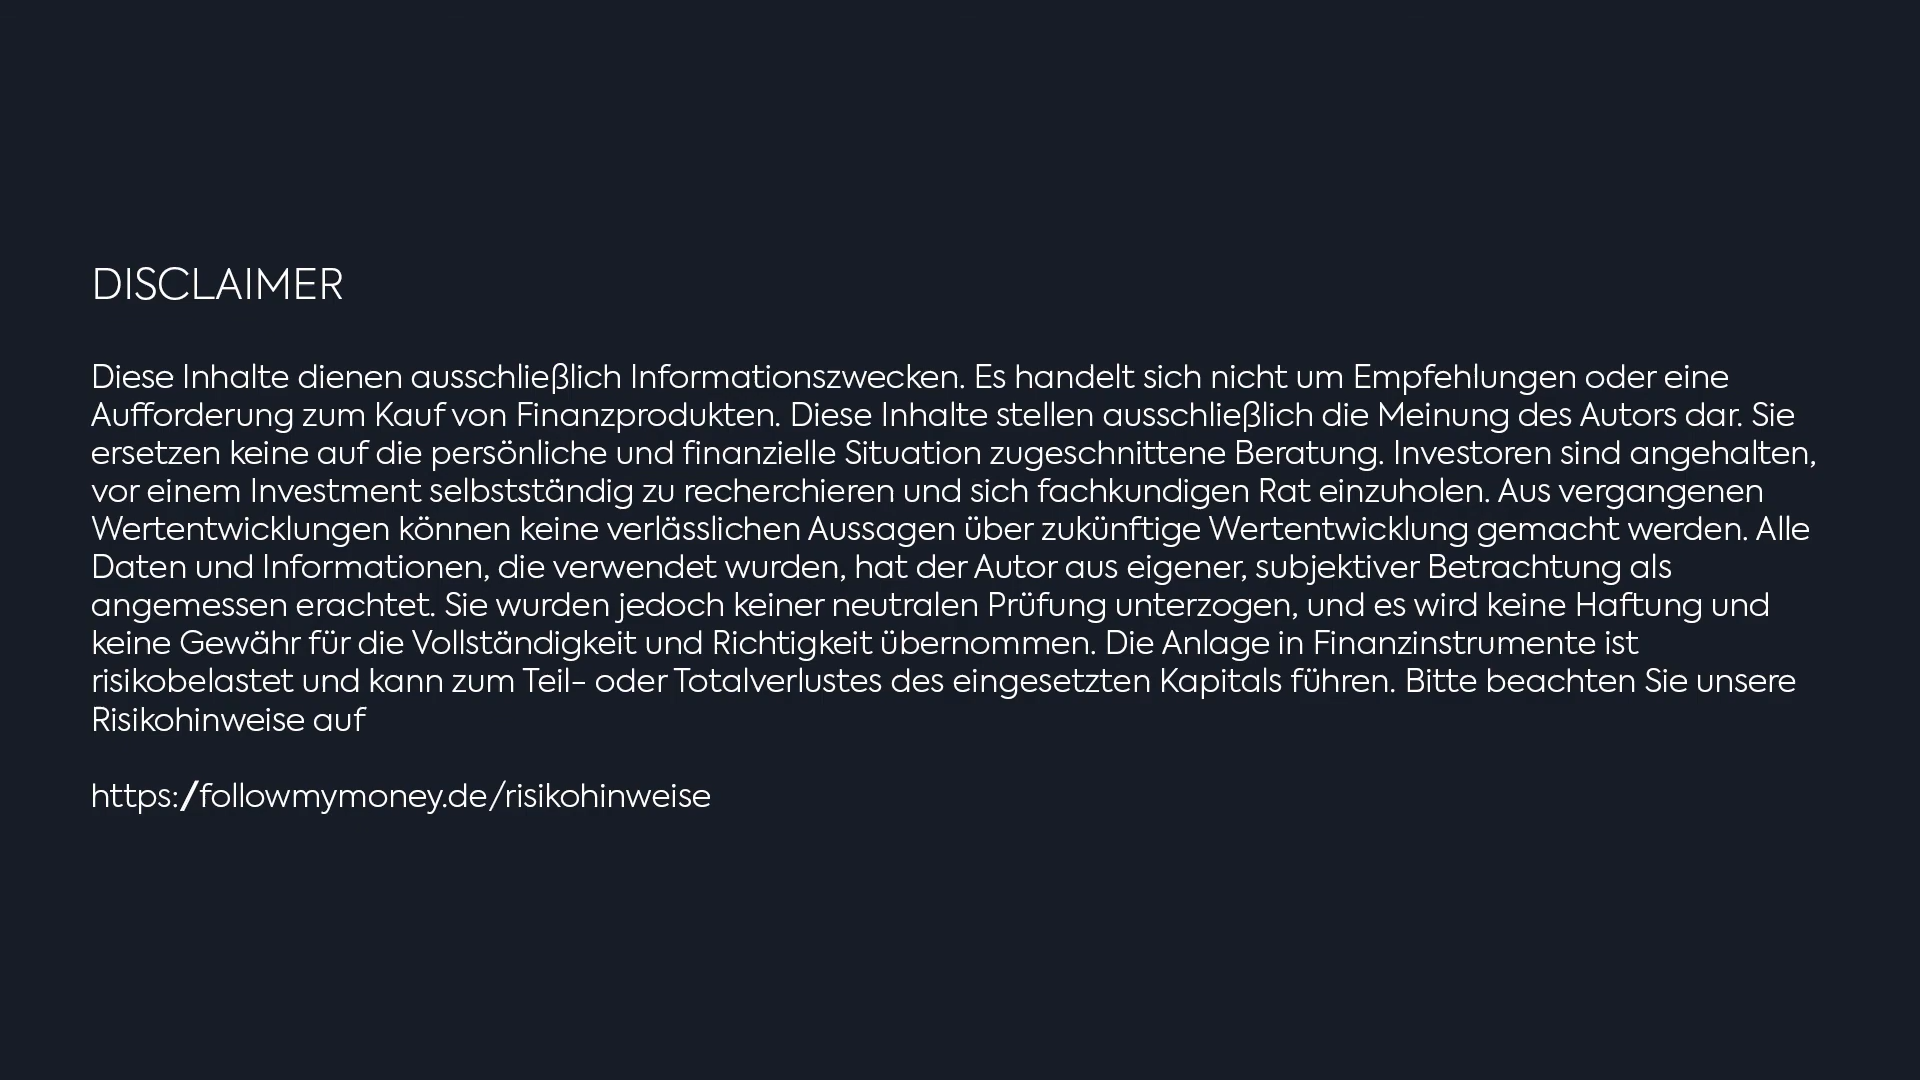 DISCLAIMER
Diese Inhalte dienen ausschließlich Informationszwecken. Es handelt sich nicht um Empfehlungen oder eine
Aufforderung zum Kauf von Finanzprodukten. Diese Inhalte stellen ausschließlich die Meinung des Autors dar. Sie
ersetzen keine auf die persönliche und finanzielle Situation zugeschnittene Beratung. Investoren sind angehalten,
vor einem Investment selbstständig zu recherchieren und sich fachkundigen Rat einzuholen. Aus vergangenen
Wertentwicklungen können keine verlässlichen Aussagen über zukünftige Wertentwicklung gemacht werden. Alle
Daten und Informationen, die verwendet wurden, hat der Autor aus eigener, subjektiver Betrachtung als
angemessen erachtet. Sie wurden jedoch keiner neutralen Prüfung unterzogen, und es wird keine Haftung und
keine Gewähr für die Vollständigkeit und Richtigkeit übernommen. Die Anlage in Finanzinstrumente ist
risikobelastet und kann zum Teil- oder Totalverlustes des eingesetzten Kapitals führen. Bitte beachten Sie unsere
Risikohinweise auf
https://followmymoney.de/risikohinweise